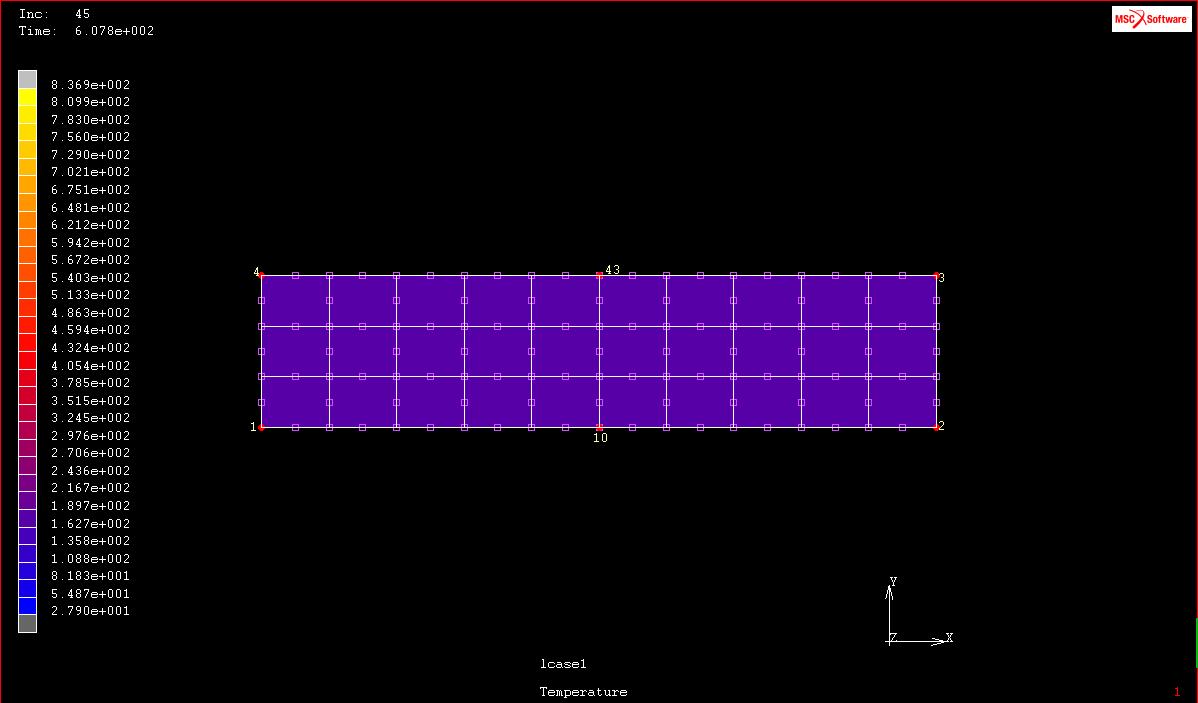 Inc: 45
Time: 6.078e+002
MSC Software
8.369e+002
8.099e+002
7.830e+002
7.560e+002
7.290e+002
7.021e+002
6.751e+002
6.481e+002
6.212e+002
5.942e+002
5.672e+002
5.403e+002
5.133e+002
4.863e+002
4.594e+002
4.324e+002
4.054e+002
3.785e+002
3.515e+002
3.245e+002
2.976e+002
2.706e+002
2.436e+002
2.167e+002
1.897e+002
1.627e+002
1.358e+002
1.088e+002
8.183e+001
5.487e+001
2.790e+001
4
43
3
1
10
2
Y
Z
X
lcase1
Temperature
1